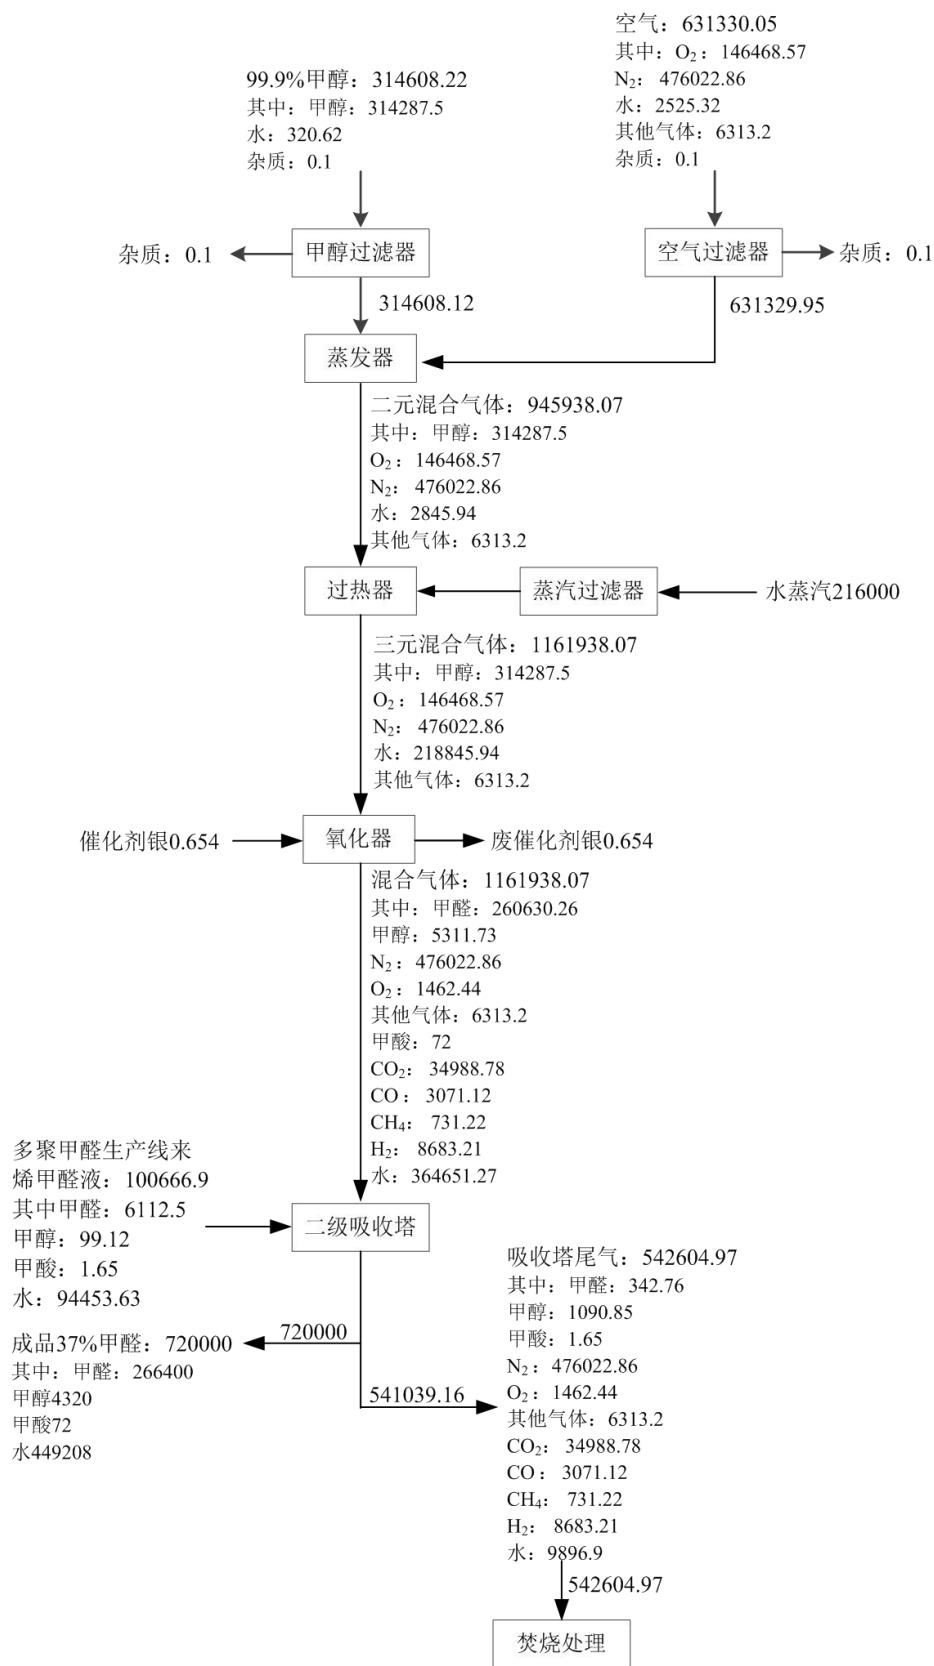 空气：631330.05
其中：O₂：146468.57
N₂：476022.86
水：2525.32
其他气体：6313.2
杂质：0.1
99.9%甲醇：314608.22
其中：甲醇：314287.5
水：320.62
杂质：0.1
杂质：0.1
甲醇过滤器
空气过滤器
杂质：0.1
314608.12
631329.95
蒸发器
二元混合气体：945938.07
其中：甲醇：314287.5
O₂：146468.57
N₂：476022.86
水：2845.94
其他气体：6313.2
过热器
蒸汽过滤器
水蒸汽216000
三元混合气体：1161938.07
其中：甲醇：314287.5
O₂：146468.57
N₂：476022.86
水：218845.94
其他气体：6313.2
催化剂银0.654
氧化器
废催化剂银0.654
混合气体：1161938.07
其中：甲醛：260630.26
甲醇：5311.73
N₂：476022.86
O₂：1462.44
其他气体：6313.2
甲酸：72
CO₂：34988.78
CO：3071.12
CH₄：731.22
H₂：8683.21
水：364651.27
多聚甲醛生产线来
烯甲醛液：100666.9
其中甲醛：6112.5
甲醇：99.12
甲酸：1.65
水：94453.63
二级吸收塔
720000
成品37%甲醛：720000
其中：甲醛：266400
甲醇4320
甲酸72
水449208
541039.16
吸收塔尾气：542604.97
其中：甲醛：342.76
甲醇：1090.85
甲酸：1.65
N₂：476022.86
O₂：1462.44
其他气体：6313.2
CO₂：34988.78
CO：3071.12
CH₄：731.22
H₂：8683.21
水：9896.9
542604.97
焚烧处理